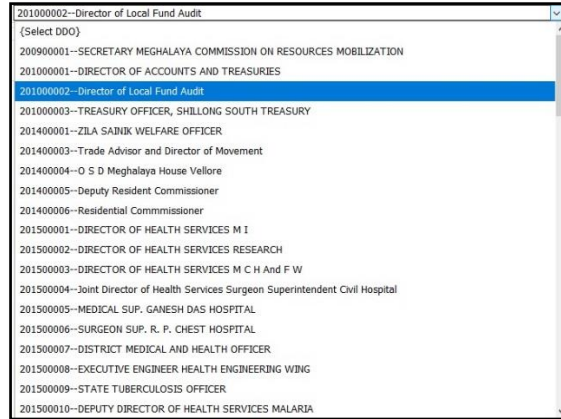 201000002--Director of Local Fund Audit
{Select DDO}
200900001--SECRETARY MEGHALAYA COMMISSION ON RESOURCES MOBILIZATION
201000001--DIRECTOR OF ACCOUNTS AND TREASURIES
201000002--Director of Local Fund Audit
201000003--TREASURY OFFICER, SHILLONG SOUTH TREASURY
201400001--ZILA SAINIK WELFARE OFFICER
201400003--Trade Advisor and Director of Movement
201400004--O S D Meghalaya House Vellore
201400005--Deputy Resident Commissioner
201400006--Residential Commmissioner
201500001--DIRECTOR OF HEALTH SERVICES M I
201500002--DIRECTOR OF HEALTH SERVICES RESEARCH
201500003--DIRECTOR OF HEALTH SERVICES M C H And F W
201500004--Joint Director of Health Services Surgeon Superintendent Civil Hospital
201500005--MEDICAL SUP. GANESH DAS HOSPITAL
201500006--SURGEON SUP. R. P. CHEST HOSPITAL
201500007--DISTRICT MEDICAL AND HEALTH OFFICER
201500008--EXECUTIVE ENGINEER HEALTH ENGINEERING WING
201500009--STATE TUBERCULOSIS OFFICER
201500010--DEPUTY DIRECTOR OF HEALTH SERVICES MALARIA